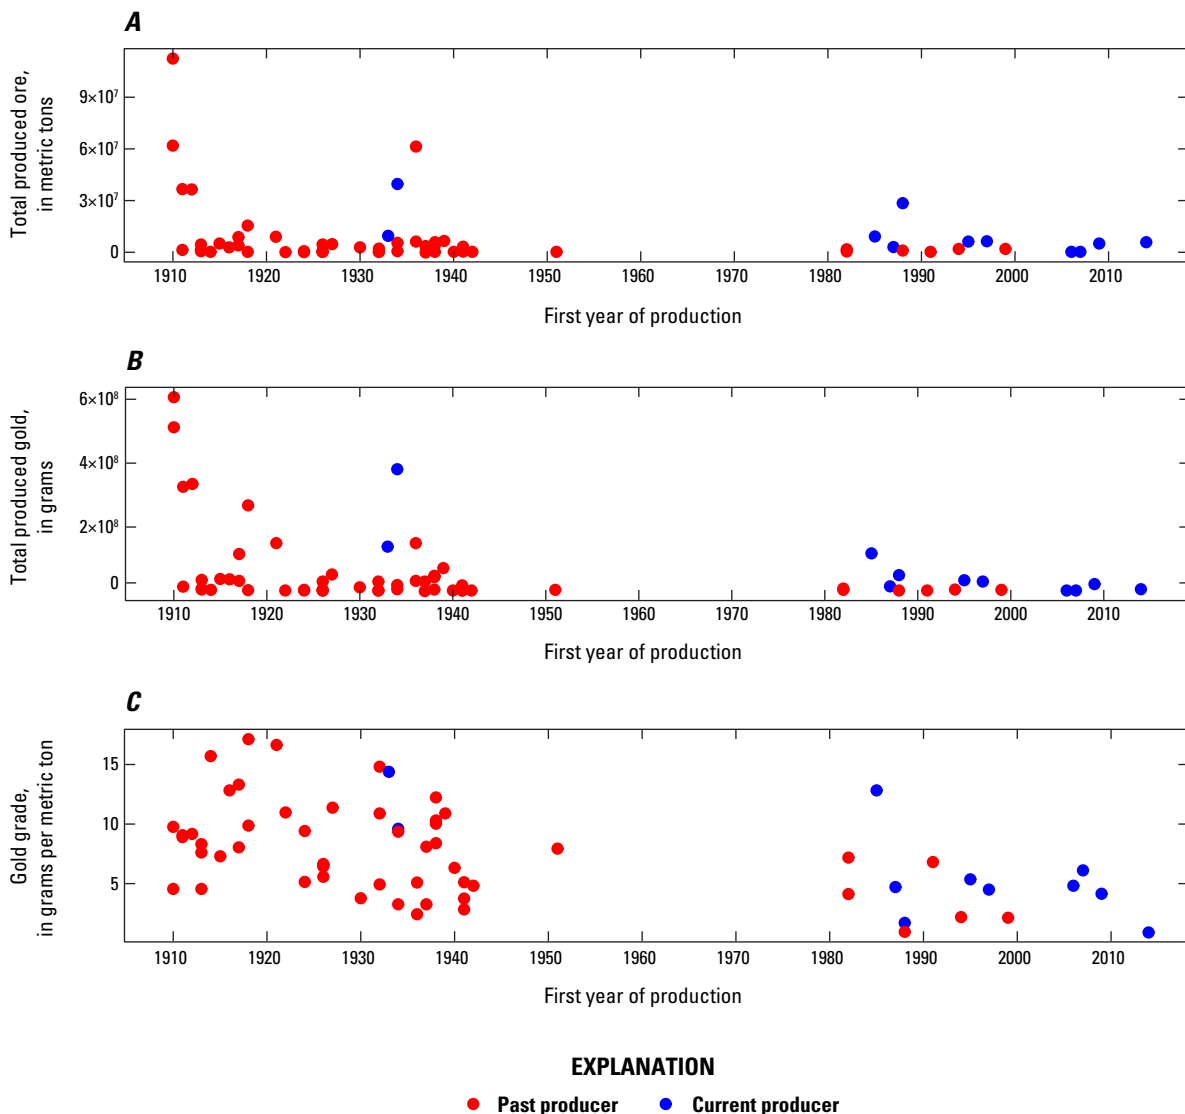 A
Total produced ore,
in metric tons
9×10⁷
6×10⁷
3×10⁷
0
1910 1920 1930 1940 1950 1960 1970 1980 1990 2000 2010
First year of production
B
Total produced gold,
in grams
6×10⁸
4×10⁸
2×10⁸
0
1910 1920 1930 1940 1950 1960 1970 1980 1990 2000 2010
First year of production
C
Gold grade,
in grams per metric ton
15
10
5
1910 1920 1930 1940 1950 1960 1970 1980 1990 2000 2010
First year of production
EXPLANATION
Past producer Current producer